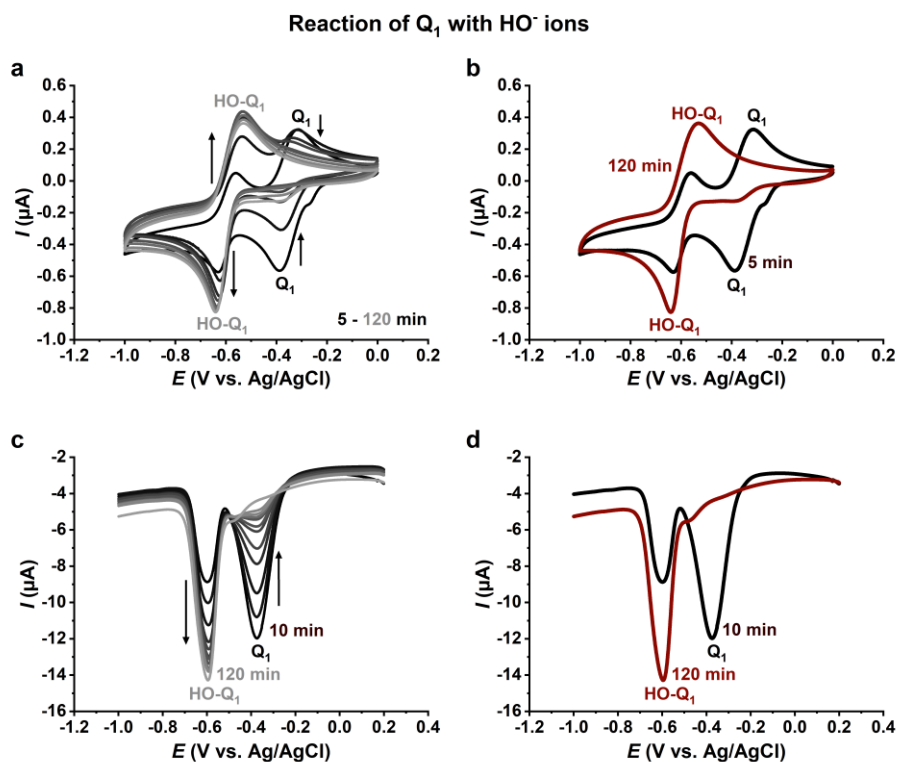 Reaction of Q₁ with HO⁻ ions
a
0.6
0.4
0.2
0.0
-0.2
-0.4
-0.6
-0.8
-1.0
I (μA)
HO-Q₁
Q₁
Q₁
HO-Q₁
5 - 120 min
-1.2 -1.0 -0.8 -0.6 -0.4 -0.2 0.0 0.2
E (V vs. Ag/AgCl)
b
0.6
0.4
0.2
0.0
-0.2
-0.4
-0.6
-0.8
-1.0
I (μA)
HO-Q₁
Q₁
120 min
5 min
Q₁
HO-Q₁
-1.2 -1.0 -0.8 -0.6 -0.4 -0.2 0.0 0.2
E (V vs. Ag/AgCl)
c
-2
-4
-6
-8
-10
-12
-14
-16
I (μA)
10 min
Q₁
120 min
HO-Q₁
-1.2 -1.0 -0.8 -0.6 -0.4 -0.2 0.0 0.2
E (V vs. Ag/AgCl)
d
-2
-4
-6
-8
-10
-12
-14
-16
I (μA)
10 min
Q₁
120 min
HO-Q₁
-1.2 -1.0 -0.8 -0.6 -0.4 -0.2 0.0 0.2
E (V vs. Ag/AgCl)